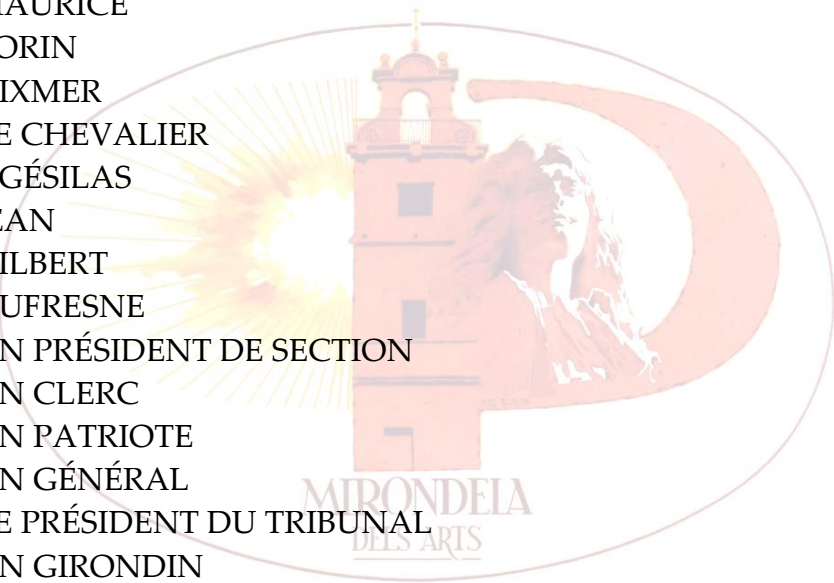 MAURICE
ORIN
IXMER
E CHEVALIER
GÉSILAS
EAN
ILBERT
UFRESNE
N PRÉSIDENT DE SECTION
N CLERC
N PATRIOTE
N GÉNÉRAL
E PRÉSIDENT DU TRIBUNAL
N GIRONDIN
MIRONDELA
DELS ARTS